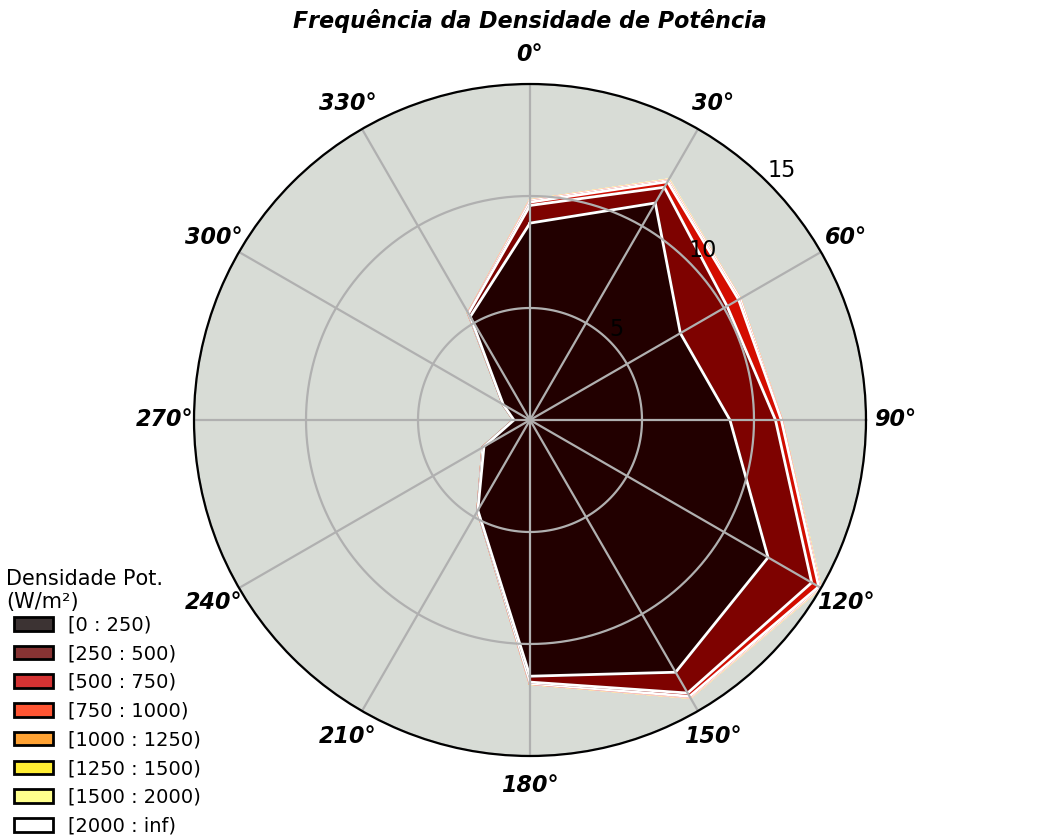 Frequência da Densidade de Potência
0°
330°
30°
15
300°
60°
10
5
270°
90°
Densidade Pot.
(W/m²)
240°
120°
[0 : 250)
[250 : 500)
[500 : 750)
[750 : 1000)
210°
150°
[1000 : 1250)
[1250 : 1500)
180°
[1500 : 2000)
[2000 : inf)